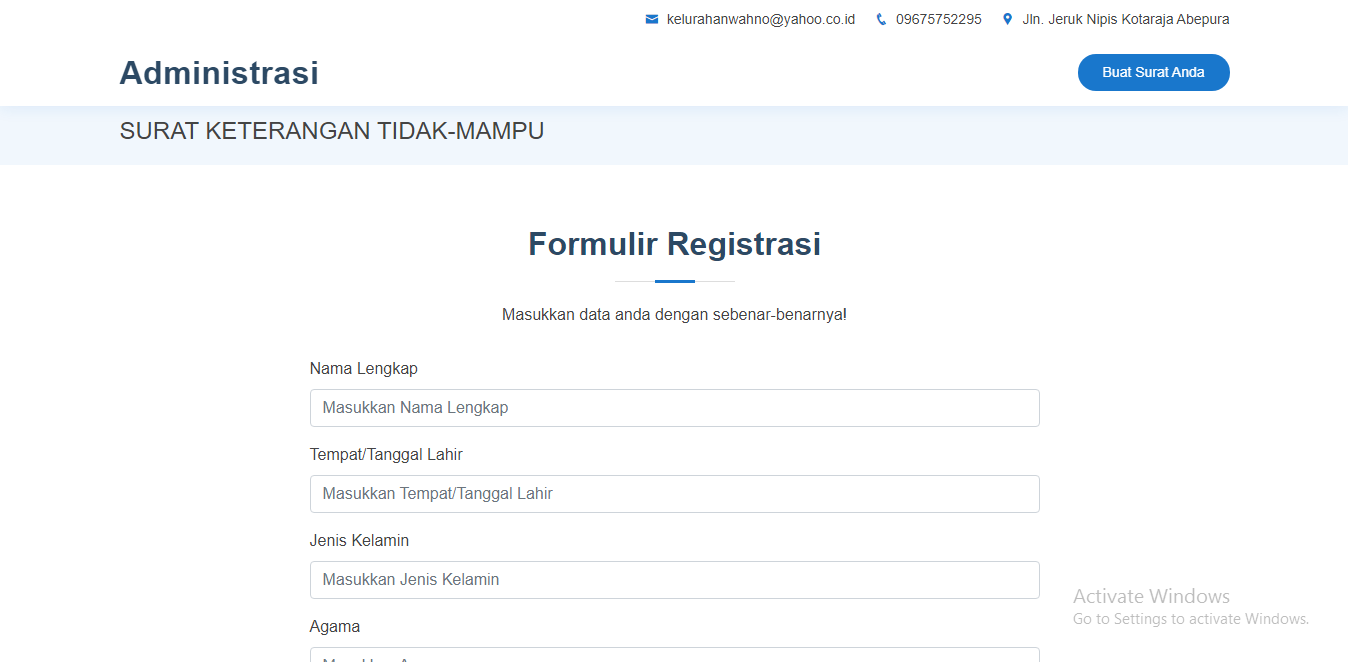 kelurahanwahno@yahoo.co.id 09675752295 Jln. Jeruk Nipis Kotaraja Abepura
Administrasi
Buat Surat Anda
SURAT KETERANGAN TIDAK-MAMPU
Formulir Registrasi
Masukkan data anda dengan sebenar-benarnya!
Nama Lengkap
Masukkan Nama Lengkap
Tempat/Tanggal Lahir
Masukkan Tempat/Tanggal Lahir
Jenis Kelamin
Masukkan Jenis Kelamin
Activate Windows
Go to Settings to activate Windows.
Agama